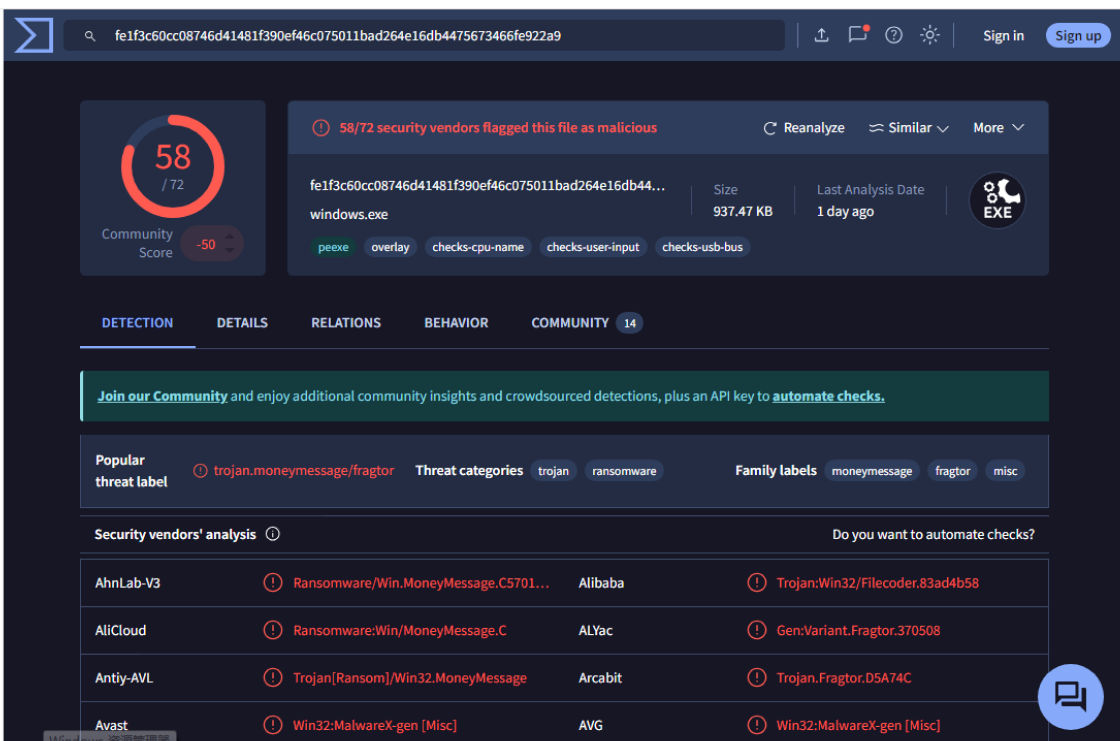 fe1f3c60cc08746d41481f390ef46c075011bad264e16db4475673466fe922a9
Sign in
Sign up
58
/ 72
Community Score
-50
58/72 security vendors flagged this file as malicious
Reanalyze
Similar
More
fe1f3c60cc08746d41481f390ef46c075011bad264e16db44...
windows.exe
Size
937.47 KB
Last Analysis Date
1 day ago
EXE
peexe
overlay
checks-cpu-name
checks-user-input
checks-usb-bus
DETECTION
DETAILS
RELATIONS
BEHAVIOR
COMMUNITY 14
Join our Community and enjoy additional community insights and crowdsourced detections, plus an API key to automate checks.
Popular threat label
trojan.moneymessage/fragtor
Threat categories
trojan
ransomware
Family labels
moneymessage
fragtor
misc
Security vendors' analysis
Do you want to automate checks?
AhnLab-V3
Ransomware/Win.MoneyMessage.C5701...
Alibaba
Trojan:Win32/Filecoder.83ad4b58
AliCloud
Ransomware:Win/MoneyMessage.C
ALYac
Gen:Variant.Fragtor.370508
Antiy-AVL
Trojan[Ransom]/Win32.MoneyMessage
Arcabit
Trojan.Fragtor.D5A74C
Avast
Win32:MalwareX-gen [Misc]
AVG
Win32:MalwareX-gen [Misc]
Windows 资源管理器